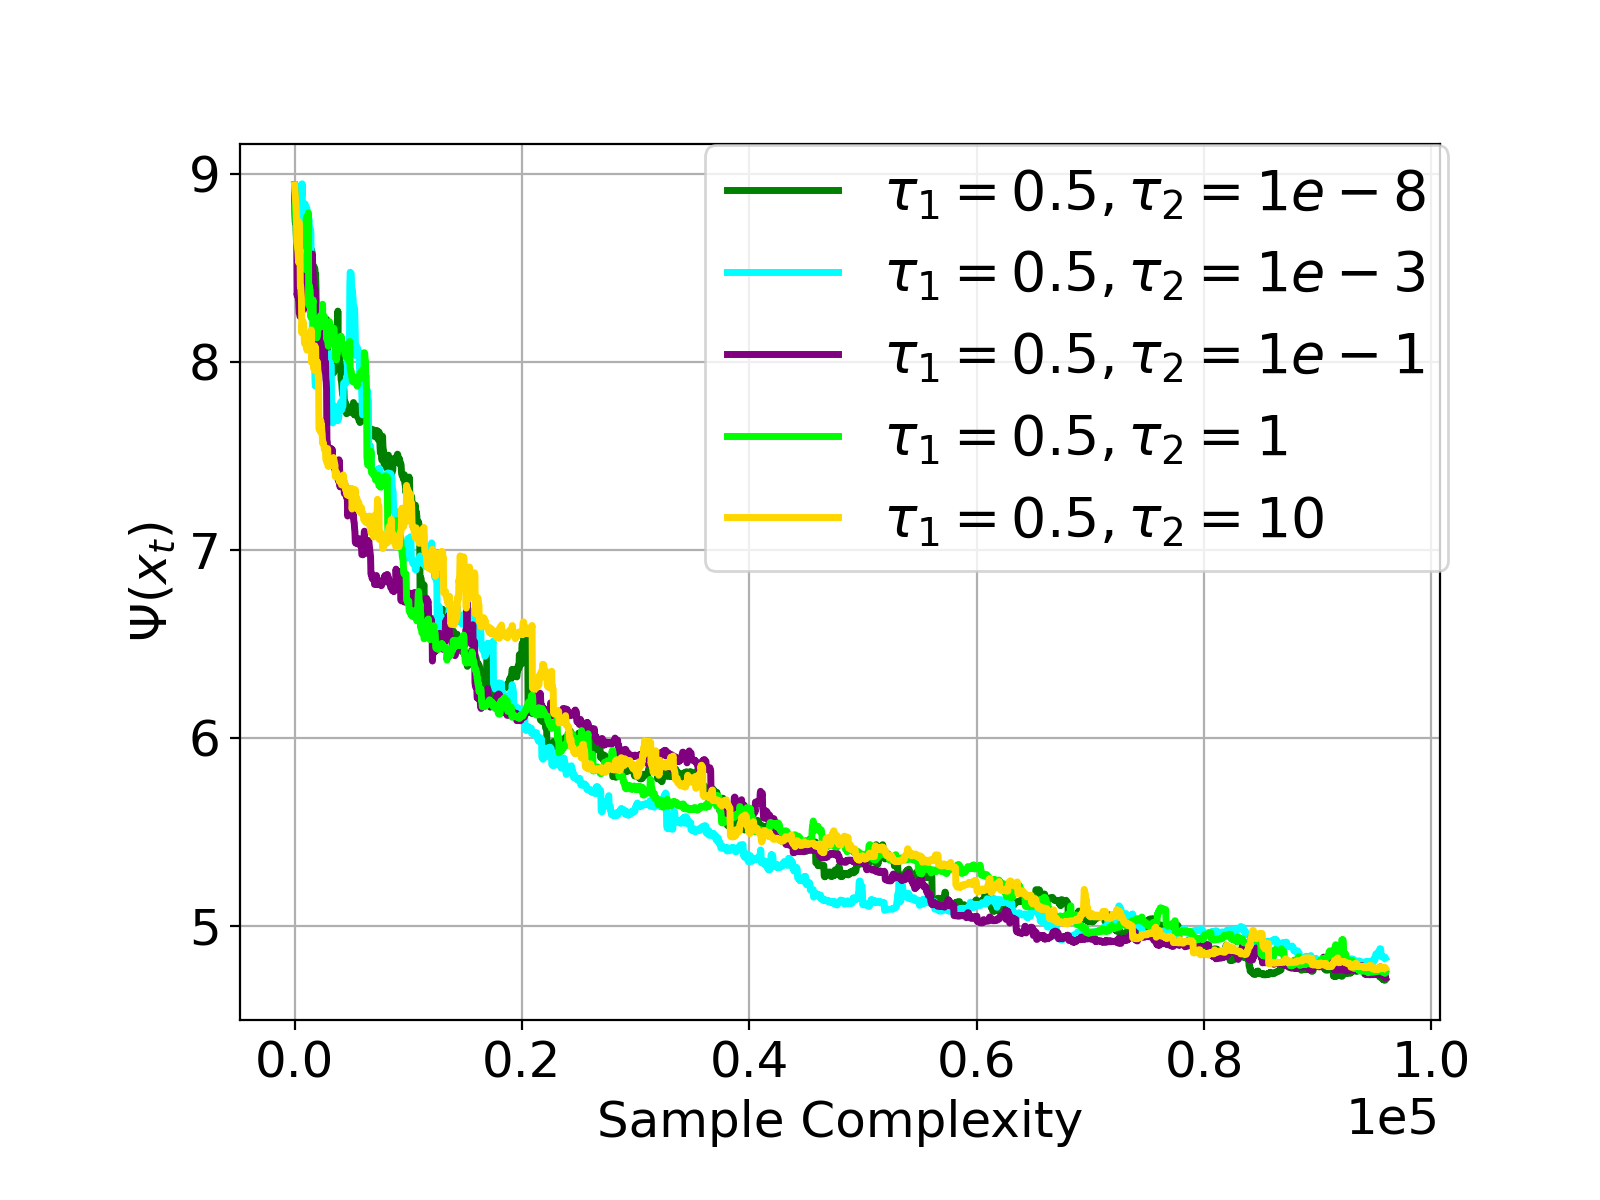 9
8
7
6
5
Ψ(xₜ)
τ₁ = 0.5, τ₂ = 1e − 8
τ₁ = 0.5, τ₂ = 1e − 3
τ₁ = 0.5, τ₂ = 1e − 1
τ₁ = 0.5, τ₂ = 1
τ₁ = 0.5, τ₂ = 10
0.0 0.2 0.4 0.6 0.8 1.0
1e5
Sample Complexity